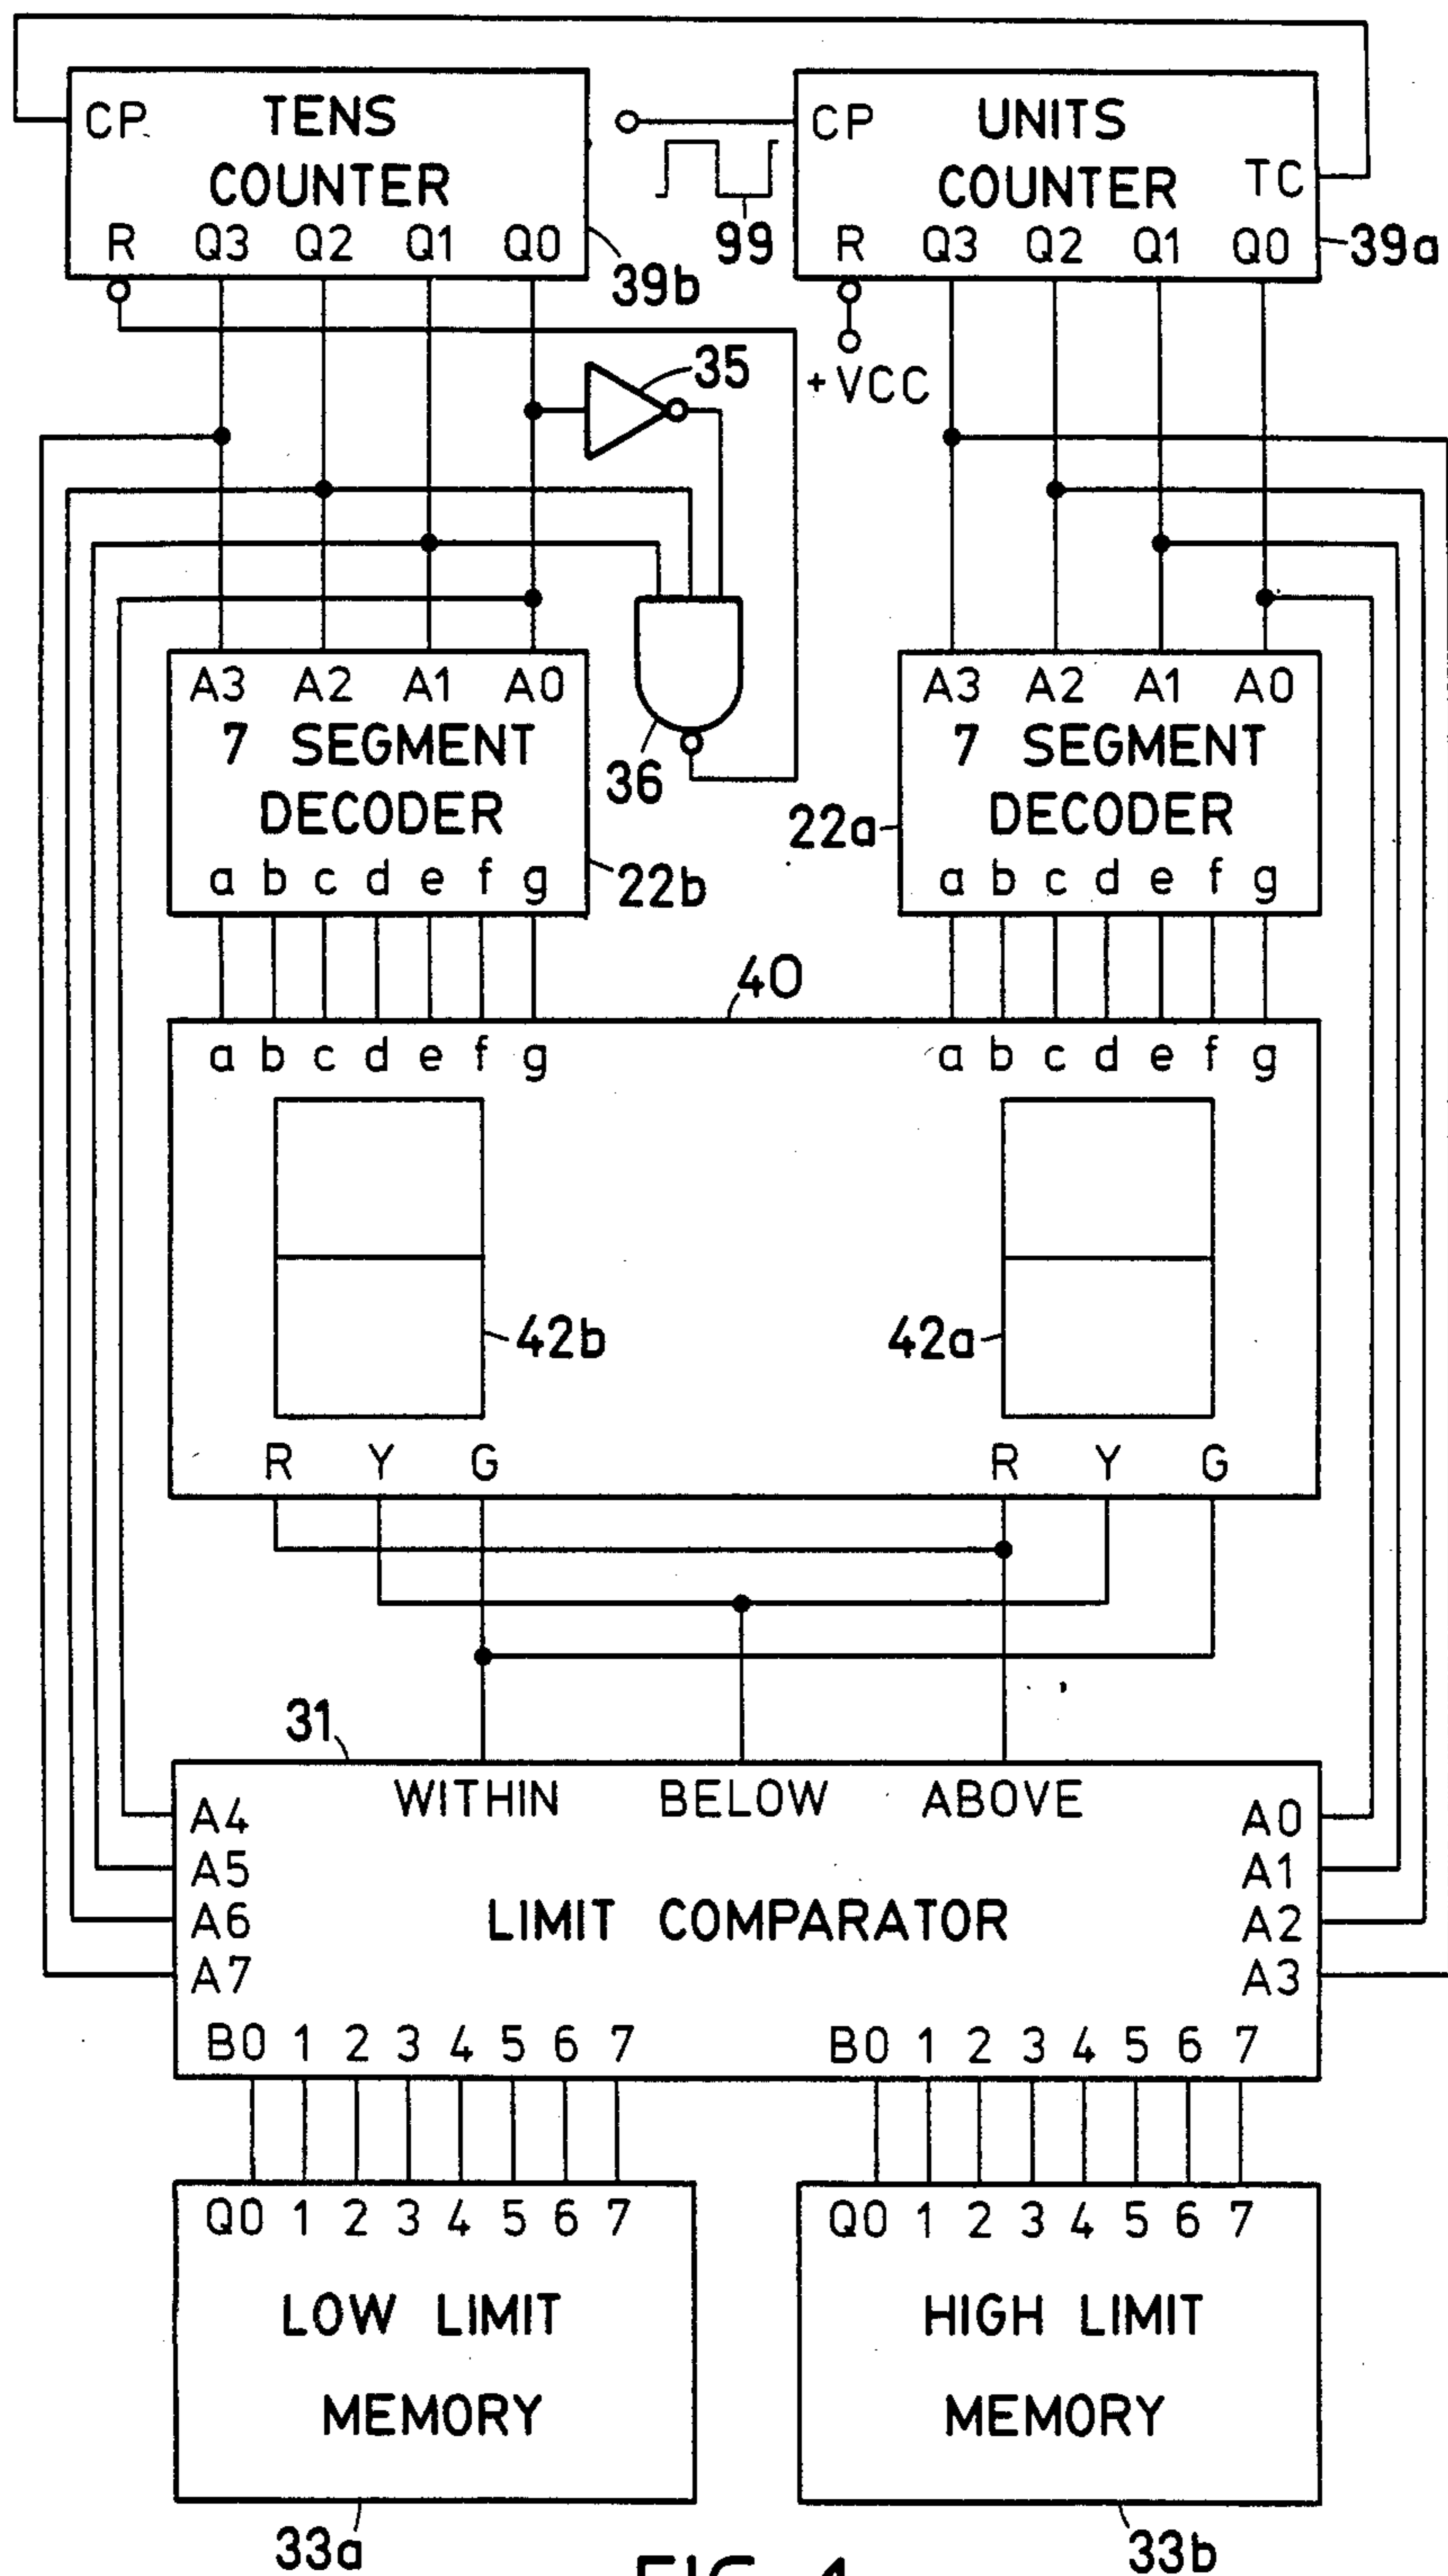 CP TENS COUNTER
R Q3 Q2 Q1 Q0
39b
99
CP UNITS COUNTER TC
R Q3 Q2 Q1 Q0
39a
+VCC
35
36
A3 A2 A1 A0
7 SEGMENT
DECODER
a b c d e f g
22b
A3 A2 A1 A0
7 SEGMENT
DECODER
a b c d e f g
22a
40
a b c d e f g
a b c d e f g
42b
42a
R Y G
R Y G
31
WITHIN BELOW ABOVE
A4
A5
A6
A7
LIMIT COMPARATOR
A0
A1
A2
A3
B0 1 2 3 4 5 6 7
B0 1 2 3 4 5 6 7
Q0 1 2 3 4 5 6 7
LOW LIMIT
MEMORY
33a
Q0 1 2 3 4 5 6 7
HIGH LIMIT
MEMORY
33b